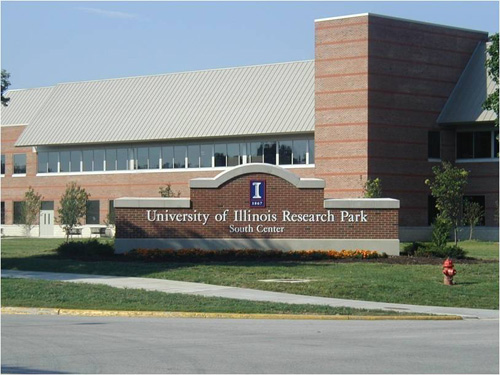 I
1867
University of Illinois Research Park
South Center